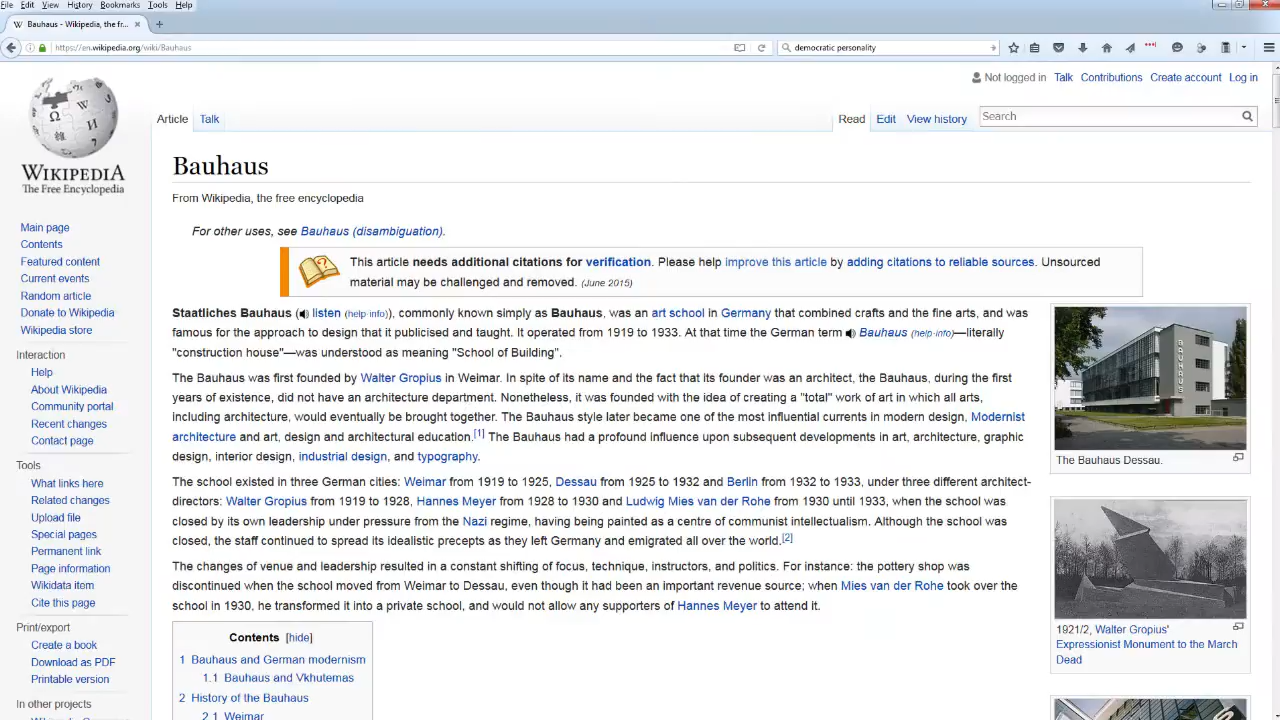 File Edit View History Bookmarks Tools Help
W Bauhaus - Wikipedia, the fr...
https://en.wikipedia.org/wiki/Bauhaus
democratic personality
Not logged in Talk Contributions Create account Log in
Article Talk Read Edit View history Search
WIKIPEDIA
The Free Encyclopedia
Main page
Contents
Featured content
Current events
Random article
Donate to Wikipedia
Wikipedia store
Interaction
Help
About Wikipedia
Community portal
Recent changes
Contact page
Tools
What links here
Related changes
Upload file
Special pages
Permanent link
Page information
Wikidata item
Cite this page
Print/export
Create a book
Download as PDF
Printable version
In other projects
Bauhaus
From Wikipedia, the free encyclopedia
For other uses, see Bauhaus (disambiguation).
This article needs additional citations for verification. Please help improve this article by adding citations to reliable sources. Unsourced
material may be challenged and removed. (June 2015)
Staatliches Bauhaus ( listen (help·info)), commonly known simply as Bauhaus, was an art school in Germany that combined crafts and the fine arts, and was
famous for the approach to design that it publicised and taught. It operated from 1919 to 1933. At that time the German term Bauhaus (help·info)—literally
"construction house"—was understood as meaning "School of Building".
The Bauhaus was first founded by Walter Gropius in Weimar. In spite of its name and the fact that its founder was an architect, the Bauhaus, during the first
years of existence, did not have an architecture department. Nonetheless, it was founded with the idea of creating a "total" work of art in which all arts,
including architecture, would eventually be brought together. The Bauhaus style later became one of the most influential currents in modern design, Modernist
architecture and art, design and architectural education.[1] The Bauhaus had a profound influence upon subsequent developments in art, architecture, graphic
design, interior design, industrial design, and typography.
The school existed in three German cities: Weimar from 1919 to 1925, Dessau from 1925 to 1932 and Berlin from 1932 to 1933, under three different architect-
directors: Walter Gropius from 1919 to 1928, Hannes Meyer from 1928 to 1930 and Ludwig Mies van der Rohe from 1930 until 1933, when the school was
closed by its own leadership under pressure from the Nazi regime, having being painted as a centre of communist intellectualism. Although the school was
closed, the staff continued to spread its idealistic precepts as they left Germany and emigrated all over the world.[2]
The changes of venue and leadership resulted in a constant shifting of focus, technique, instructors, and politics. For instance: the pottery shop was
discontinued when the school moved from Weimar to Dessau, even though it had been an important revenue source; when Mies van der Rohe took over the
school in 1930, he transformed it into a private school, and would not allow any supporters of Hannes Meyer to attend it.
Contents [hide]
1 Bauhaus and German modernism
1.1 Bauhaus and Vkhutemas
2 History of the Bauhaus
2.1 Weimar
BAUHAUS
The Bauhaus Dessau.
1921/2, Walter Gropius'
Expressionist Monument to the March
Dead